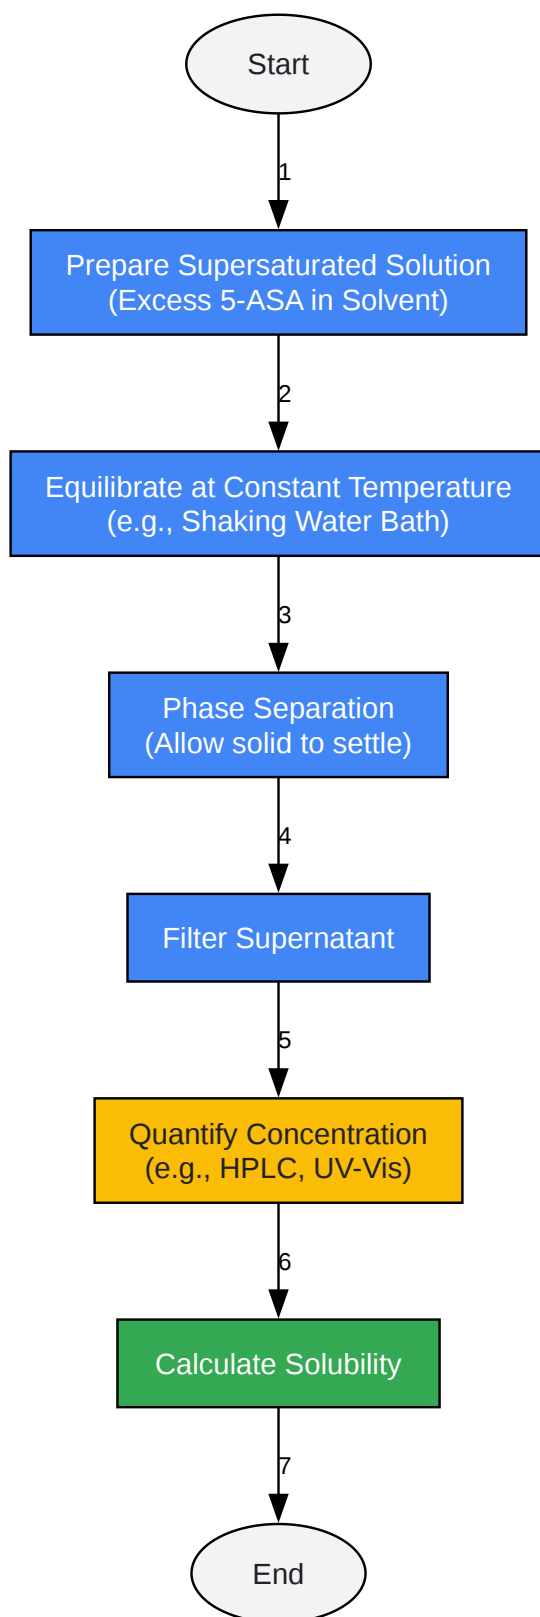 Start
1
Prepare Supersaturated Solution
(Excess 5-ASA in Solvent)
2
Equilibrate at Constant Temperature
(e.g., Shaking Water Bath)
3
Phase Separation
(Allow solid to settle)
4
Filter Supernatant
5
Quantify Concentration
(e.g., HPLC, UV-Vis)
6
Calculate Solubility
7
End